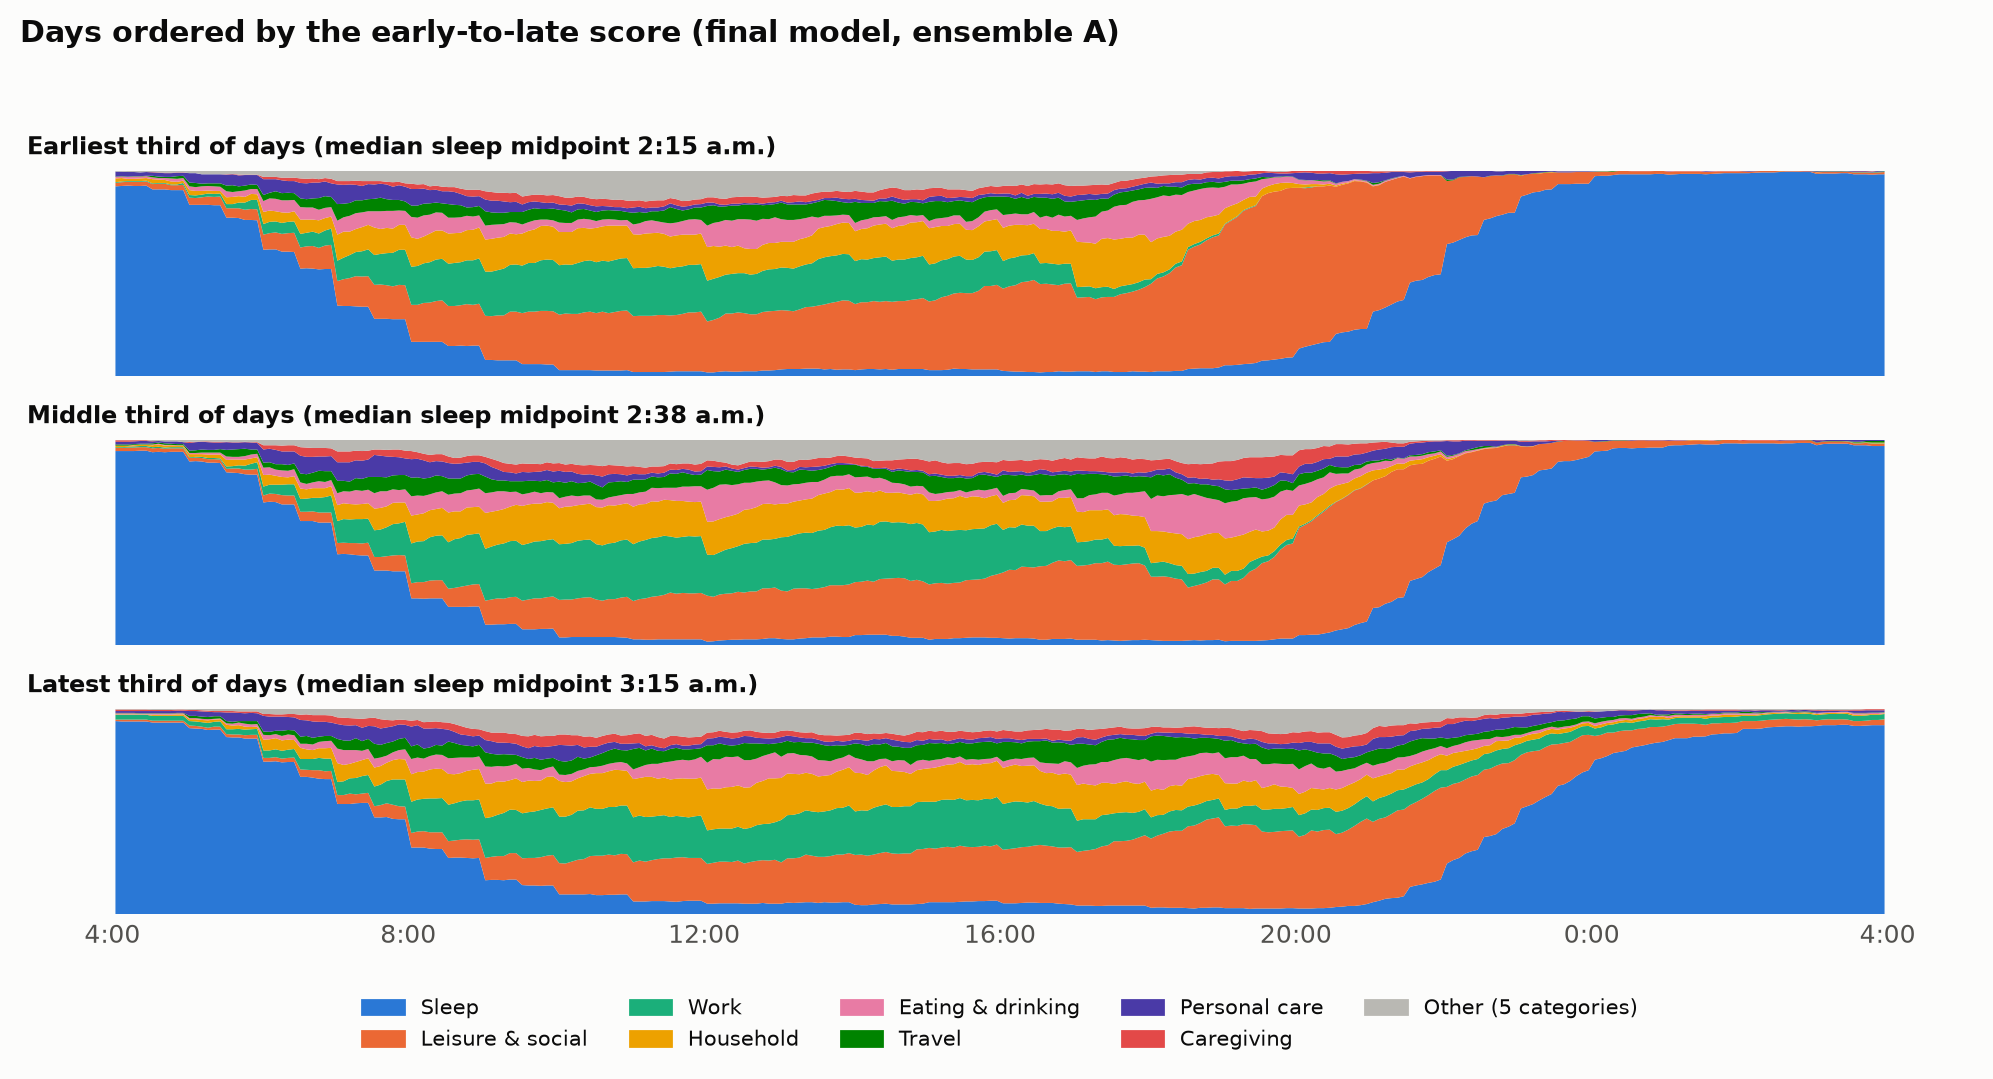 Days ordered by the early-to-late score (final model, ensemble A)
Earliest third of days (median sleep midpoint 2:15 a.m.)
Middle third of days (median sleep midpoint 2:38 a.m.)
Latest third of days (median sleep midpoint 3:15 a.m.)
4:00 8:00 12:00 16:00 20:00 0:00 4:00
Sleep Work Eating & drinking Personal care Other (5 categories)
Leisure & social Household Travel Caregiving